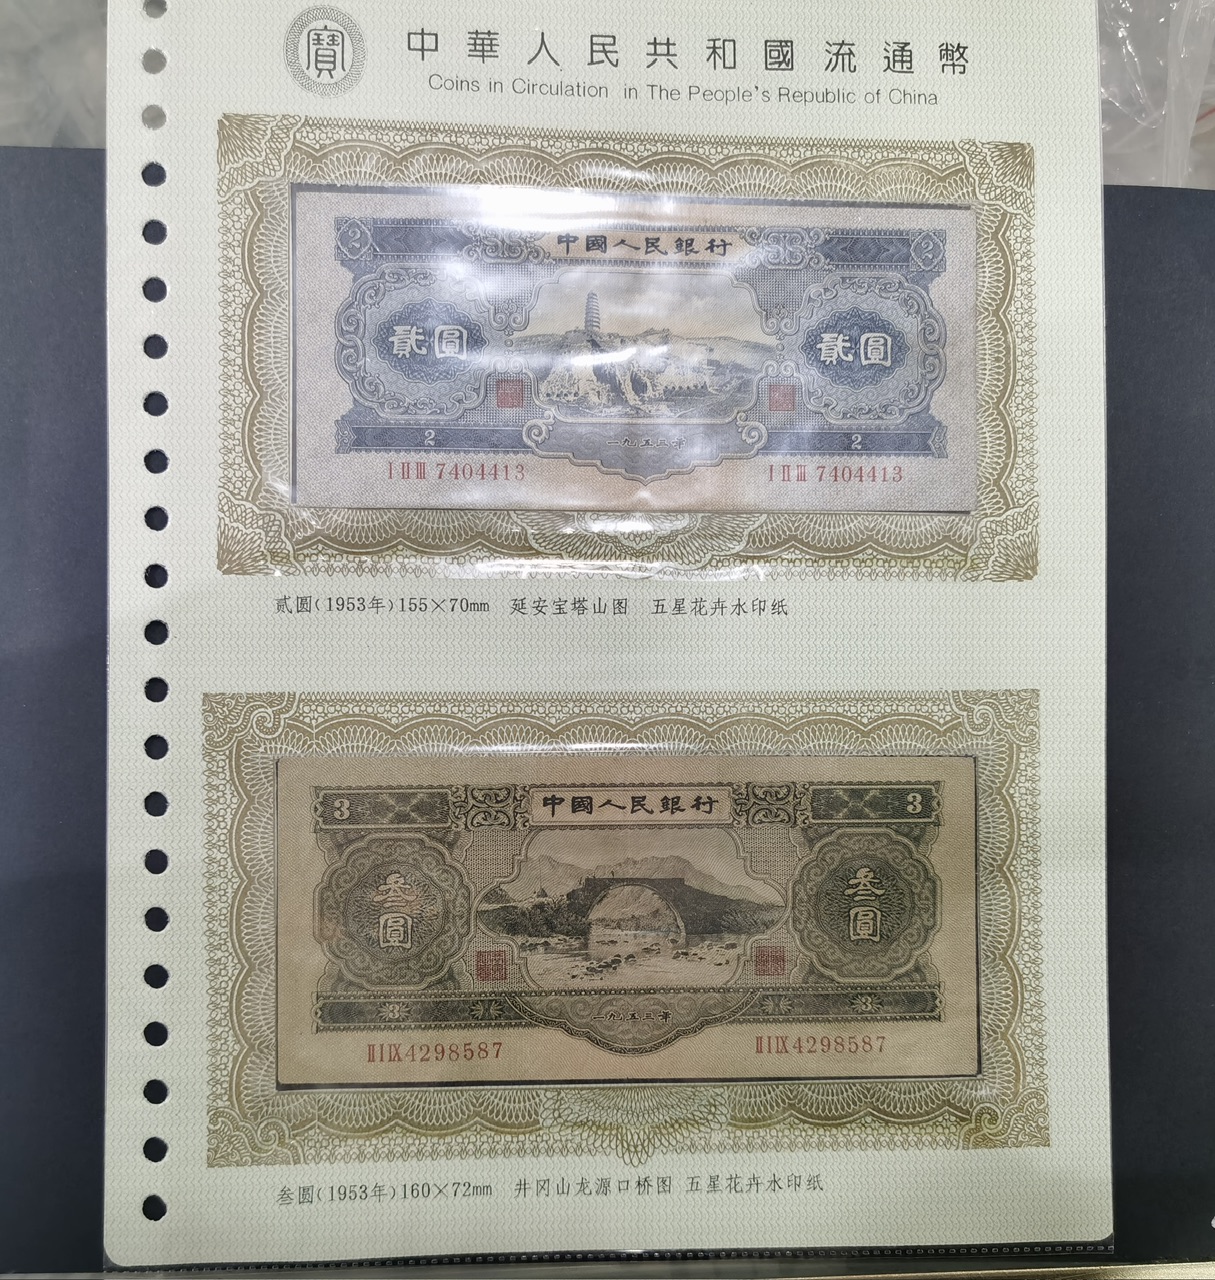 寶
中華人民共和國流通幣
Coins in Circulation in The People's Republic of China
2 中國人民銀行 2
貳圓 貳圓
一九五三年
2 2
ⅠⅡⅢ 7404413 ⅠⅡⅢ 7404413
贰圆(1953年)155×70mm 延安宝塔山图 五星花卉水印纸
3 中國人民銀行 3
叁圓 叁圓
一九五三年
3 3
ⅡⅠⅨ4298587 ⅡⅠⅨ4298587
叁圆(1953年)160×72mm 井冈山龙源口桥图 五星花卉水印纸